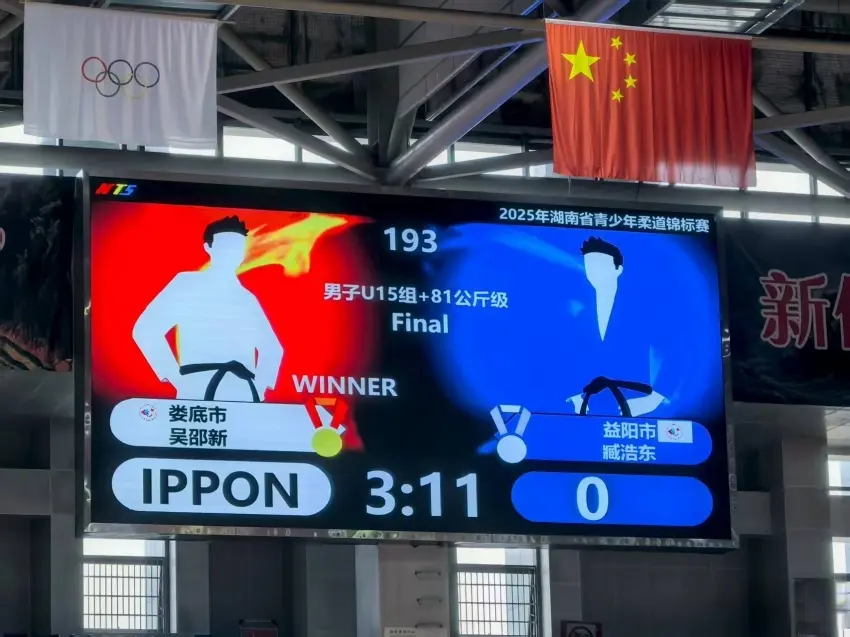 NTS
2025年湖南省青少年柔道锦标赛
193
男子U15组+81公斤级
Final
WINNER
娄底市
吴邵新
益阳市
臧浩东
IPPON
3:11
0
新